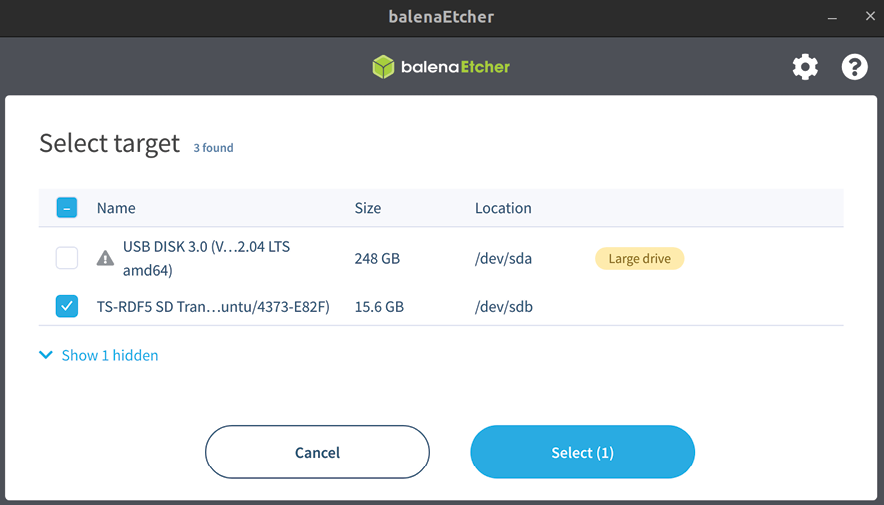 balenaEtcher
balenaEtcher
Select target 3 found
Name Size Location
USB DISK 3.0 (V...2.04 LTS
amd64) 248 GB /dev/sda Large drive
TS-RDF5 SD Tran...untu/4373-E82F) 15.6 GB /dev/sdb
Show 1 hidden
Cancel Select (1)